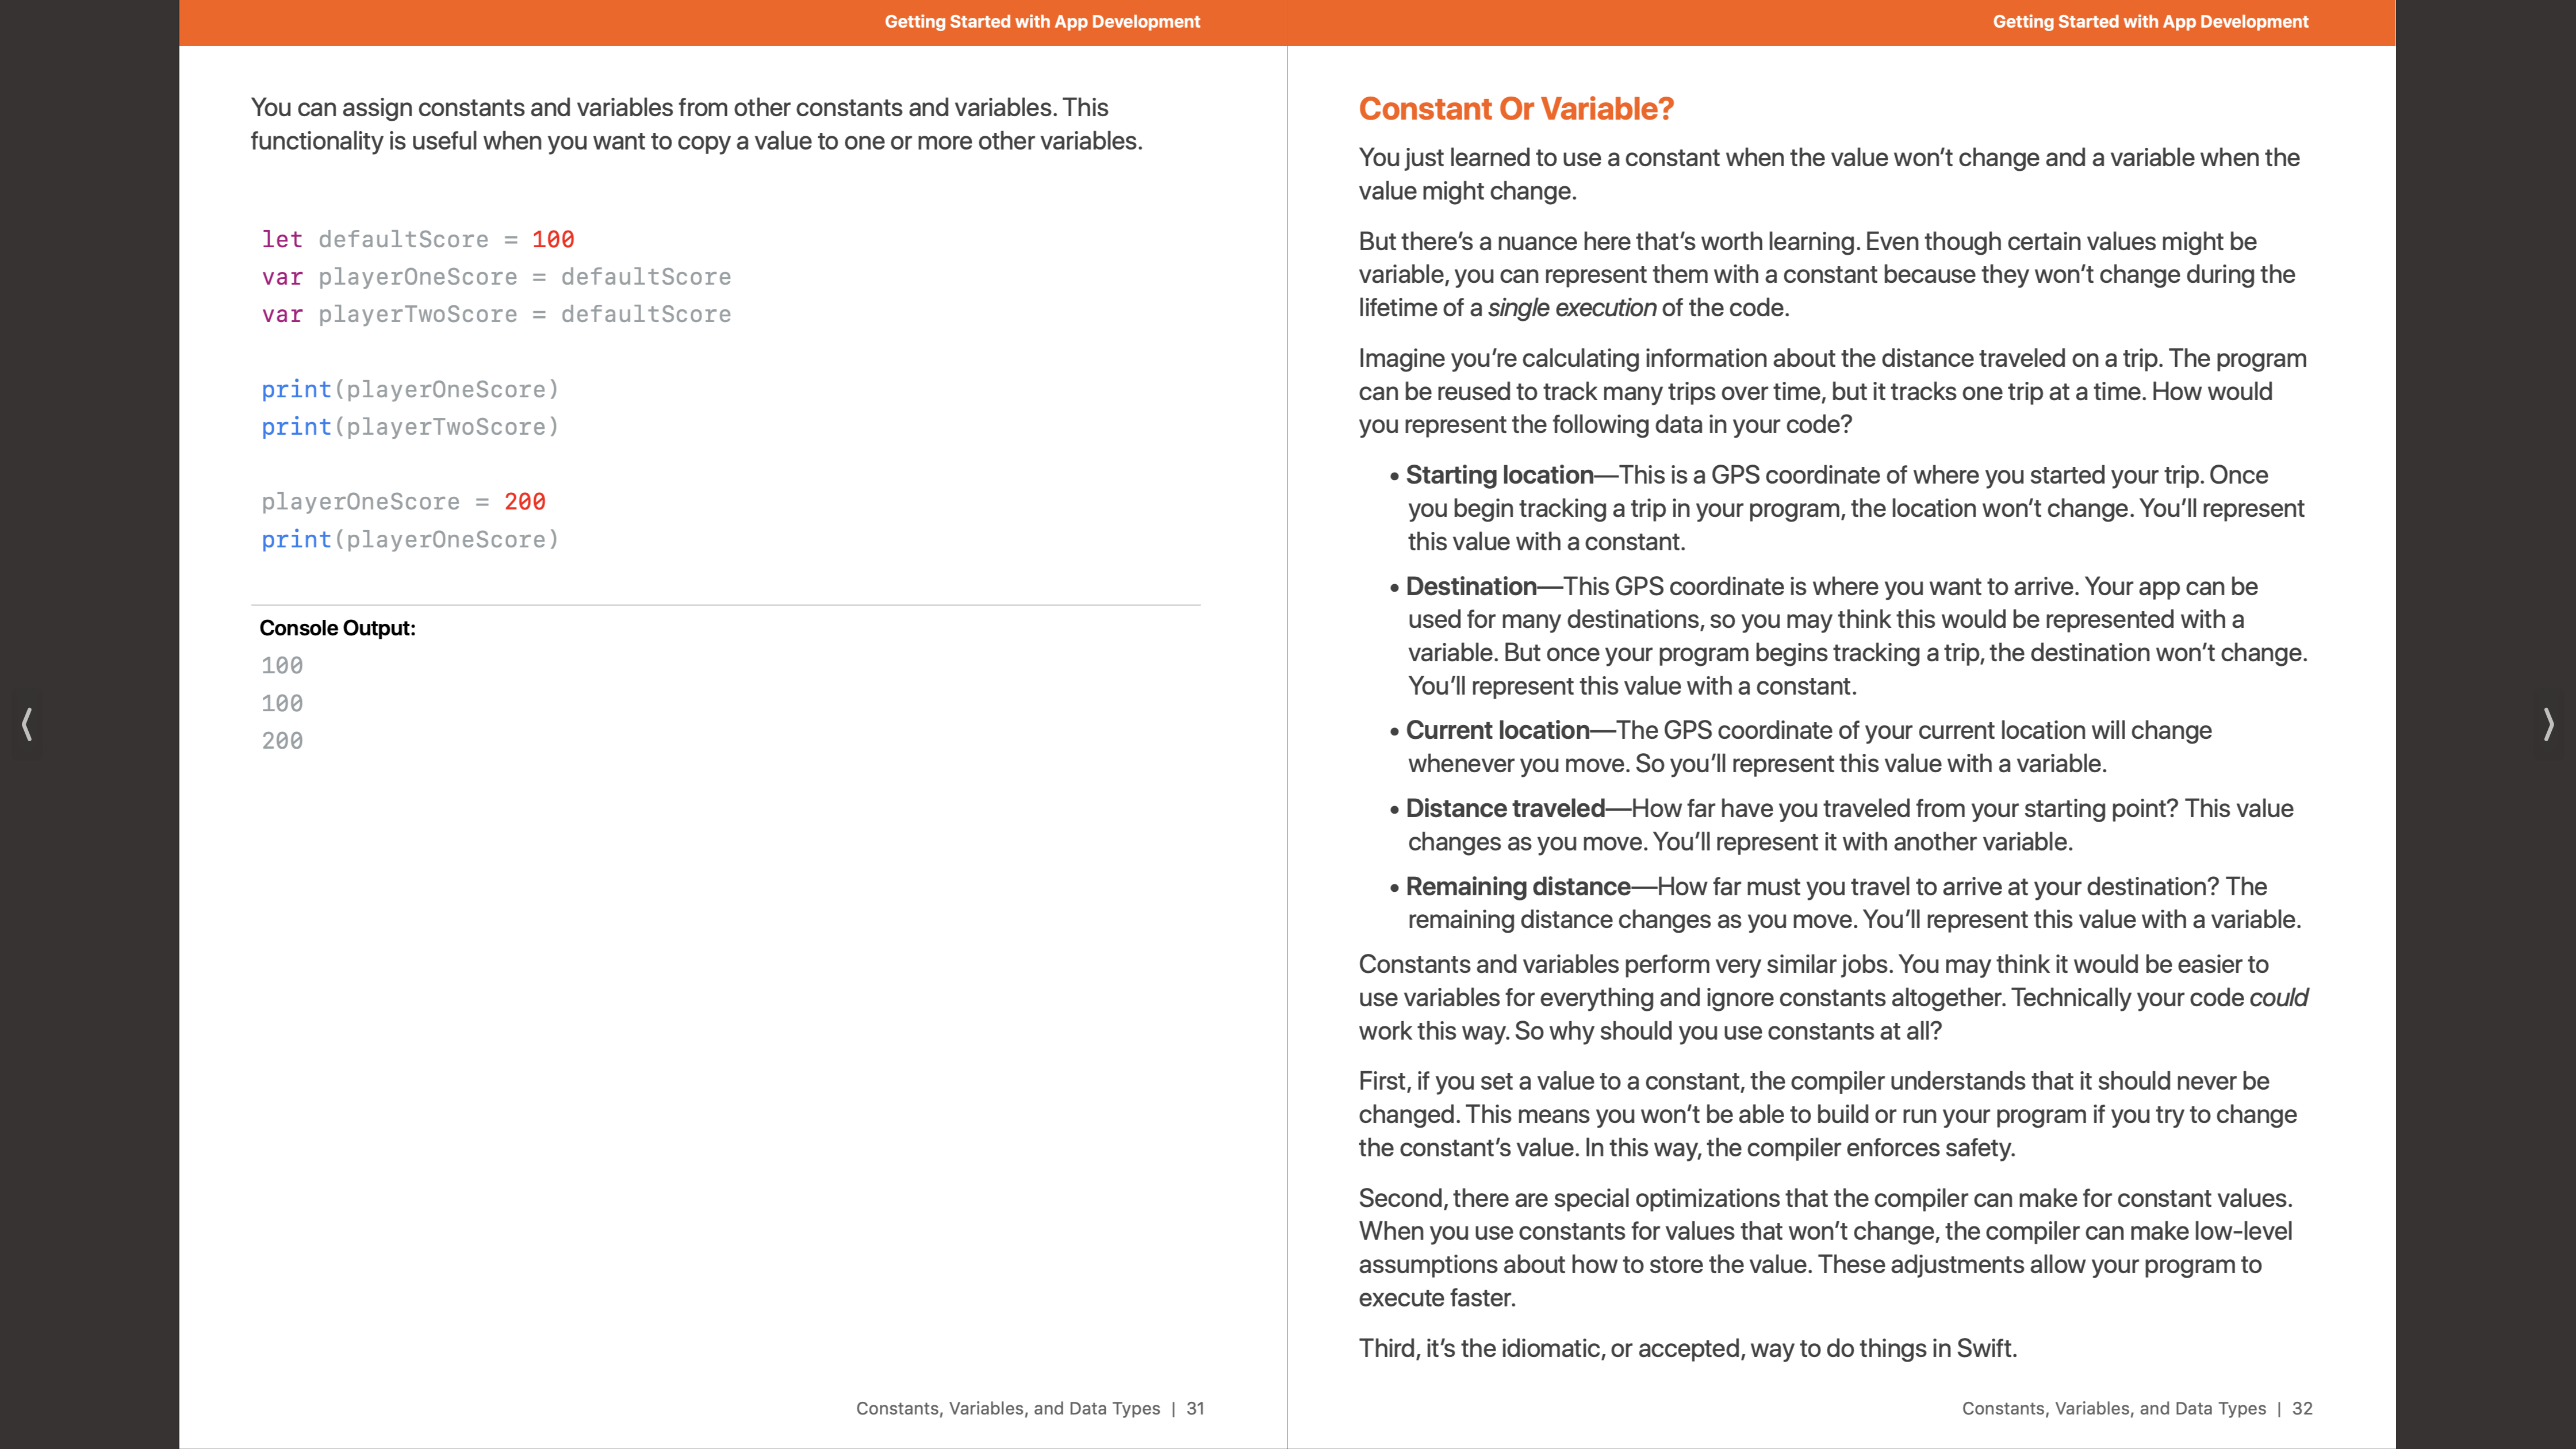 Getting Started with App Development
You can assign constants and variables from other constants and variables. This
functionality is useful when you want to copy a value to one or more other variables.
let defaultScore = 100
var playerOneScore = defaultScore
var playerTwoScore = defaultScore
print(playerOneScore)
print(playerTwoScore)
playerOneScore = 200
print(playerOneScore)
Console Output:
100
100
200
Constants, Variables, and Data Types | 31
Getting Started with App Development
Constant Or Variable?
You just learned to use a constant when the value won’t change and a variable when the
value might change.
But there’s a nuance here that’s worth learning. Even though certain values might be
variable, you can represent them with a constant because they won’t change during the
lifetime of a single execution of the code.
Imagine you’re calculating information about the distance traveled on a trip. The program
can be reused to track many trips over time, but it tracks one trip at a time. How would
you represent the following data in your code?
• Starting location—This is a GPS coordinate of where you started your trip. Once
you begin tracking a trip in your program, the location won’t change. You’ll represent
this value with a constant.
• Destination—This GPS coordinate is where you want to arrive. Your app can be
used for many destinations, so you may think this would be represented with a
variable. But once your program begins tracking a trip, the destination won’t change.
You’ll represent this value with a constant.
• Current location—The GPS coordinate of your current location will change
whenever you move. So you’ll represent this value with a variable.
• Distance traveled—How far have you traveled from your starting point? This value
changes as you move. You’ll represent it with another variable.
• Remaining distance—How far must you travel to arrive at your destination? The
remaining distance changes as you move. You’ll represent this value with a variable.
Constants and variables perform very similar jobs. You may think it would be easier to
use variables for everything and ignore constants altogether. Technically your code could
work this way. So why should you use constants at all?
First, if you set a value to a constant, the compiler understands that it should never be
changed. This means you won’t be able to build or run your program if you try to change
the constant’s value. In this way, the compiler enforces safety.
Second, there are special optimizations that the compiler can make for constant values.
When you use constants for values that won’t change, the compiler can make low-level
assumptions about how to store the value. These adjustments allow your program to
execute faster.
Third, it’s the idiomatic, or accepted, way to do things in Swift.
Constants, Variables, and Data Types | 32